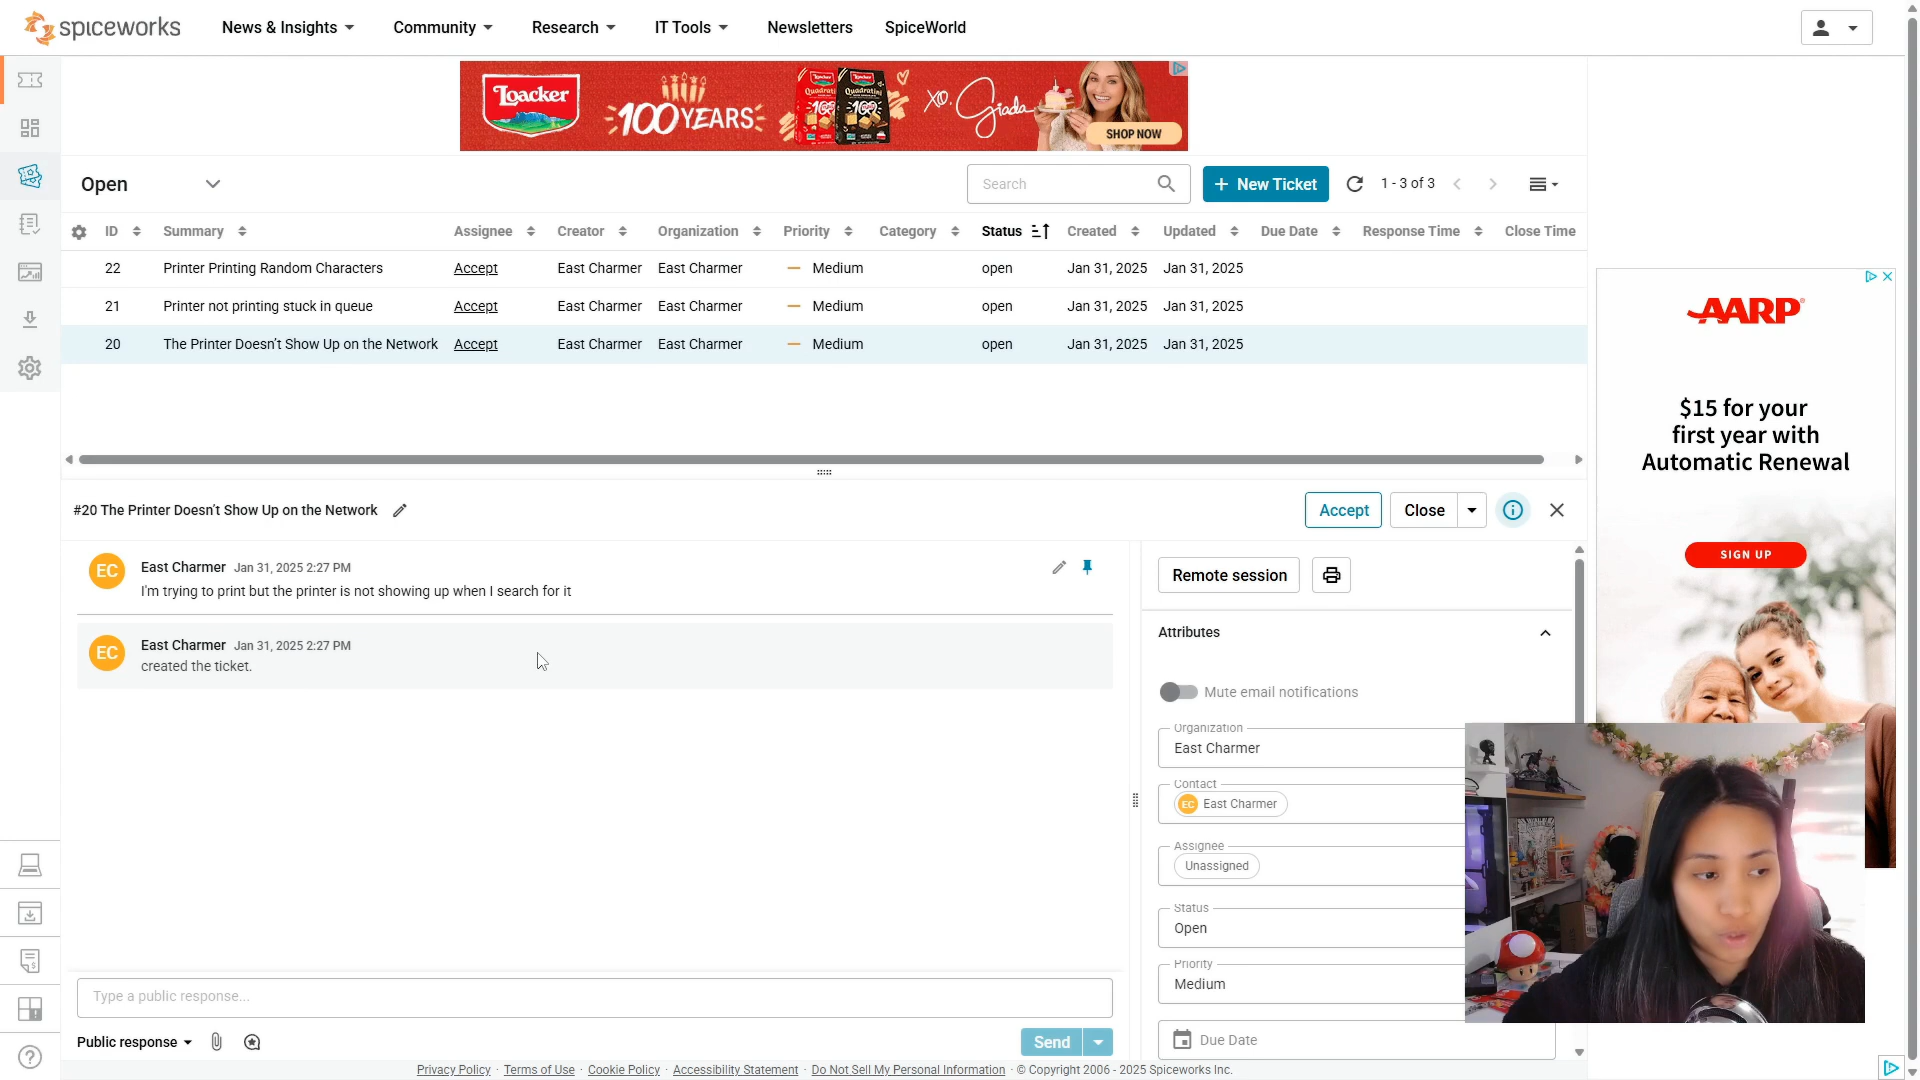 spiceworks
News & Insights
Community
Research
IT Tools
Newsletters
SpiceWorld
Loacker
100 YEARS
Loacker
Quadratini
Quadratini
XO, Giada
SHOP NOW
Open
Search
+ New Ticket
1 - 3 of 3
ID Summary Assignee Creator Organization Priority Category Status Created Updated Due Date Response Time Close Time
22 Printer Printing Random Characters Accept East Charmer East Charmer Medium open Jan 31, 2025 Jan 31, 2025
21 Printer not printing stuck in queue Accept East Charmer East Charmer Medium open Jan 31, 2025 Jan 31, 2025
20 The Printer Doesn’t Show Up on the Network Accept East Charmer East Charmer Medium open Jan 31, 2025 Jan 31, 2025
#20 The Printer Doesn’t Show Up on the Network
Accept
Close
EC
East Charmer Jan 31, 2025 2:27 PM
I'm trying to print but the printer is not showing up when I search for it
EC
East Charmer Jan 31, 2025 2:27 PM
created the ticket.
Type a public response...
Public response
Send
Remote session
Attributes
Mute email notifications
Organization
East Charmer
Contact
EC East Charmer
Assignee
Unassigned
Status
Open
Priority
Medium
Due Date
AARP
$15 for your
first year with
Automatic Renewal
SIGN UP
Privacy Policy · Terms of Use · Cookie Policy · Accessibility Statement · Do Not Sell My Personal Information · © Copyright 2006 - 2025 Spiceworks Inc.